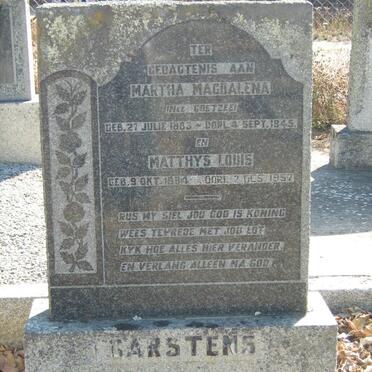 TER
GEDAGTENIS AAN
MARTHA MAGDALENA
(NEE COETZEE)
GEB. 27 JULIE 1883 – OORL. 4 SEPT. 1945
EN
MATTHYS LOUIS
GEB. 9 OKT. 1884 – OORL. 2 DES. 1957
RUS MY SIEL JOU GOD IS KONING
WEES TEVREDE MET JOU LOT
KYK HOE ALLES HIER VERANDER,
EN VERLANG ALLEEN NA GOD
CARSTENS